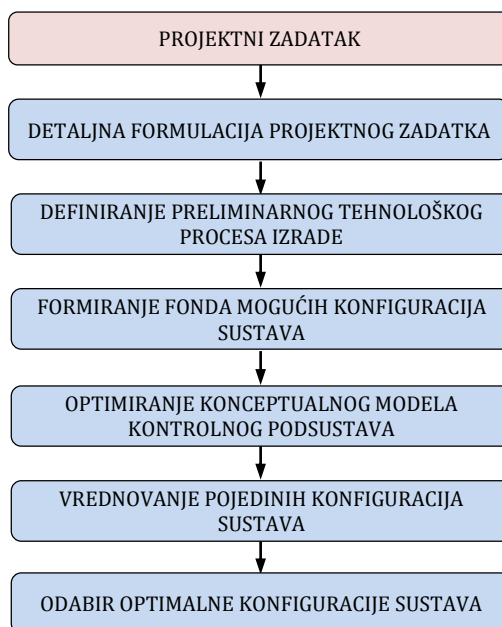 PROJEKTNI ZADATAK
DETALJNA FORMULACIJA PROJEKTNOG ZADATKA
DEFINIRANJE PRELIMINARNOG TEHNOLOŠKOG
PROCESA IZRADE
FORMIRANJE FONDA MOGUĆIH KONFIGURACIJA
SUSTAVA
OPTIMIRANJE KONCEPTUALNOG MODELA
KONTROLNOG PODSUSTAVA
VREDNOVANJE POJEDINIH KONFIGURACIJA
SUSTAVA
ODABIR OPTIMALNE KONFIGURACIJE SUSTAVA